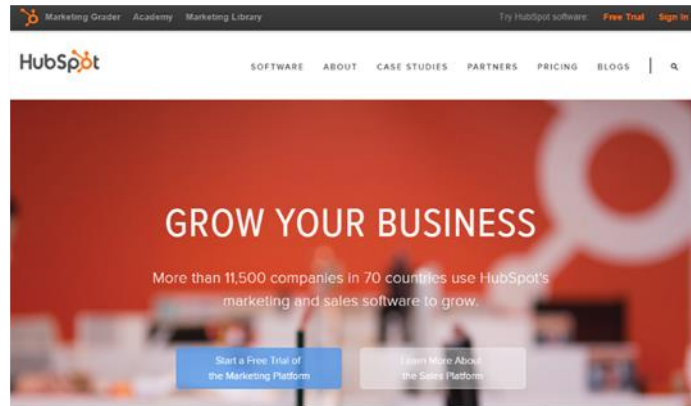 Marketing Grader Academy Marketing Library Try HubSpot software: Free Trial Sign In
HubSpot SOFTWARE ABOUT CASE STUDIES PARTNERS PRICING BLOGS
GROW YOUR BUSINESS
More than 11,500 companies in 70 countries use HubSpot's
marketing and sales software to grow.
Start a Free Trial of Learn More About
the Marketing Platform the Sales Platform